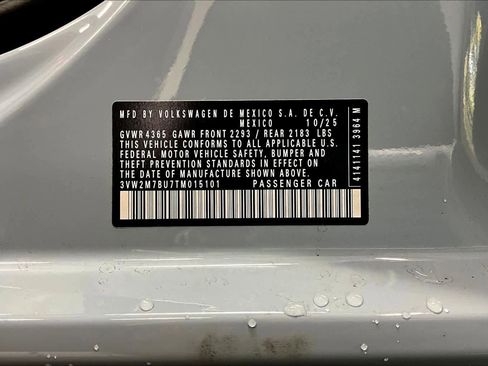 MFD BY VOLKSWAGEN DE MEXICO S.A. DE C.V.
MEXICO 10/25
GVWR 4365 GAWR FRONT 2293 / REAR 2183 LBS
THIS VEHICLE CONFORMS TO ALL APPLICABLE U.S.
FEDERAL MOTOR VEHICLE SAFETY, BUMPER AND
THEFT PREVENTION STANDARDS IN EFFECT ON
THE DATE OF MANUFACTURE SHOWN ABOVE.
3VW2M7BU7TM015101 PASSENGER CAR
4141141 3964 M